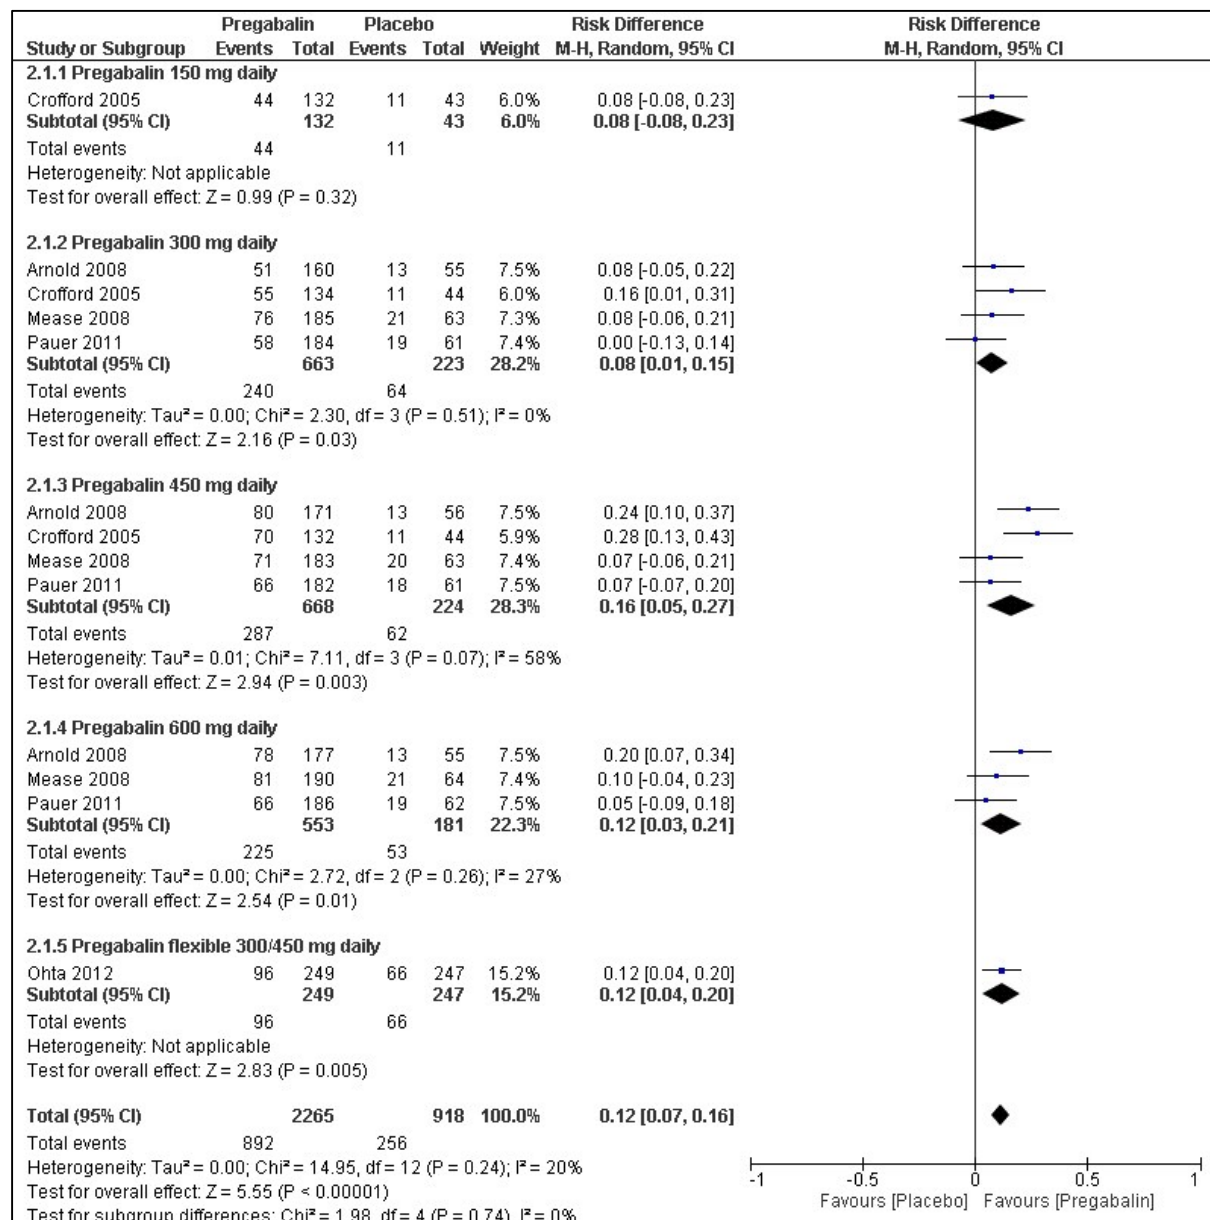 Pregabalin Placebo Risk Difference Risk Difference
Study or Subgroup Events Total Events Total Weight M-H, Random, 95% CI M-H, Random, 95% CI
2.1.1 Pregabalin 150 mg daily
Crofford 2005 44 132 11 43 6.0% 0.08 [-0.08, 0.23]
Subtotal (95% CI) 132 43 6.0% 0.08 [-0.08, 0.23]
Total events 44 11
Heterogeneity: Not applicable
Test for overall effect: Z = 0.99 (P = 0.32)
2.1.2 Pregabalin 300 mg daily
Arnold 2008 51 160 13 55 7.5% 0.08 [-0.05, 0.22]
Crofford 2005 55 134 11 44 6.0% 0.16 [0.01, 0.31]
Mease 2008 76 185 21 63 7.3% 0.08 [-0.06, 0.21]
Pauer 2011 58 184 19 61 7.4% 0.00 [-0.13, 0.14]
Subtotal (95% CI) 663 223 28.2% 0.08 [0.01, 0.15]
Total events 240 64
Heterogeneity: Tau² = 0.00; Chi² = 2.30, df = 3 (P = 0.51); I² = 0%
Test for overall effect: Z = 2.16 (P = 0.03)
2.1.3 Pregabalin 450 mg daily
Arnold 2008 80 171 13 56 7.5% 0.24 [0.10, 0.37]
Crofford 2005 70 132 11 44 5.9% 0.28 [0.13, 0.43]
Mease 2008 71 183 20 63 7.4% 0.07 [-0.06, 0.21]
Pauer 2011 66 182 18 61 7.5% 0.07 [-0.07, 0.20]
Subtotal (95% CI) 668 224 28.3% 0.16 [0.05, 0.27]
Total events 287 62
Heterogeneity: Tau² = 0.01; Chi² = 7.11, df = 3 (P = 0.07); I² = 58%
Test for overall effect: Z = 2.94 (P = 0.003)
2.1.4 Pregabalin 600 mg daily
Arnold 2008 78 177 13 55 7.5% 0.20 [0.07, 0.34]
Mease 2008 81 190 21 64 7.4% 0.10 [-0.04, 0.23]
Pauer 2011 66 186 19 62 7.5% 0.05 [-0.09, 0.18]
Subtotal (95% CI) 553 181 22.3% 0.12 [0.03, 0.21]
Total events 225 53
Heterogeneity: Tau² = 0.00; Chi² = 2.72, df = 2 (P = 0.26); I² = 27%
Test for overall effect: Z = 2.54 (P = 0.01)
2.1.5 Pregabalin flexible 300/450 mg daily
Ohta 2012 96 249 66 247 15.2% 0.12 [0.04, 0.20]
Subtotal (95% CI) 249 247 15.2% 0.12 [0.04, 0.20]
Total events 96 66
Heterogeneity: Not applicable
Test for overall effect: Z = 2.83 (P = 0.005)
Total (95% CI) 2265 918 100.0% 0.12 [0.07, 0.16]
Total events 892 256
Heterogeneity: Tau² = 0.00; Chi² = 14.95, df = 12 (P = 0.24); I² = 20%
Test for overall effect: Z = 5.55 (P < 0.00001)
Test for subgroup differences: Chi² = 1.98, df = 4 (P = 0.74), I² = 0%
-1 -0.5 0 0.5 1
Favours [Placebo] Favours [Pregabalin]